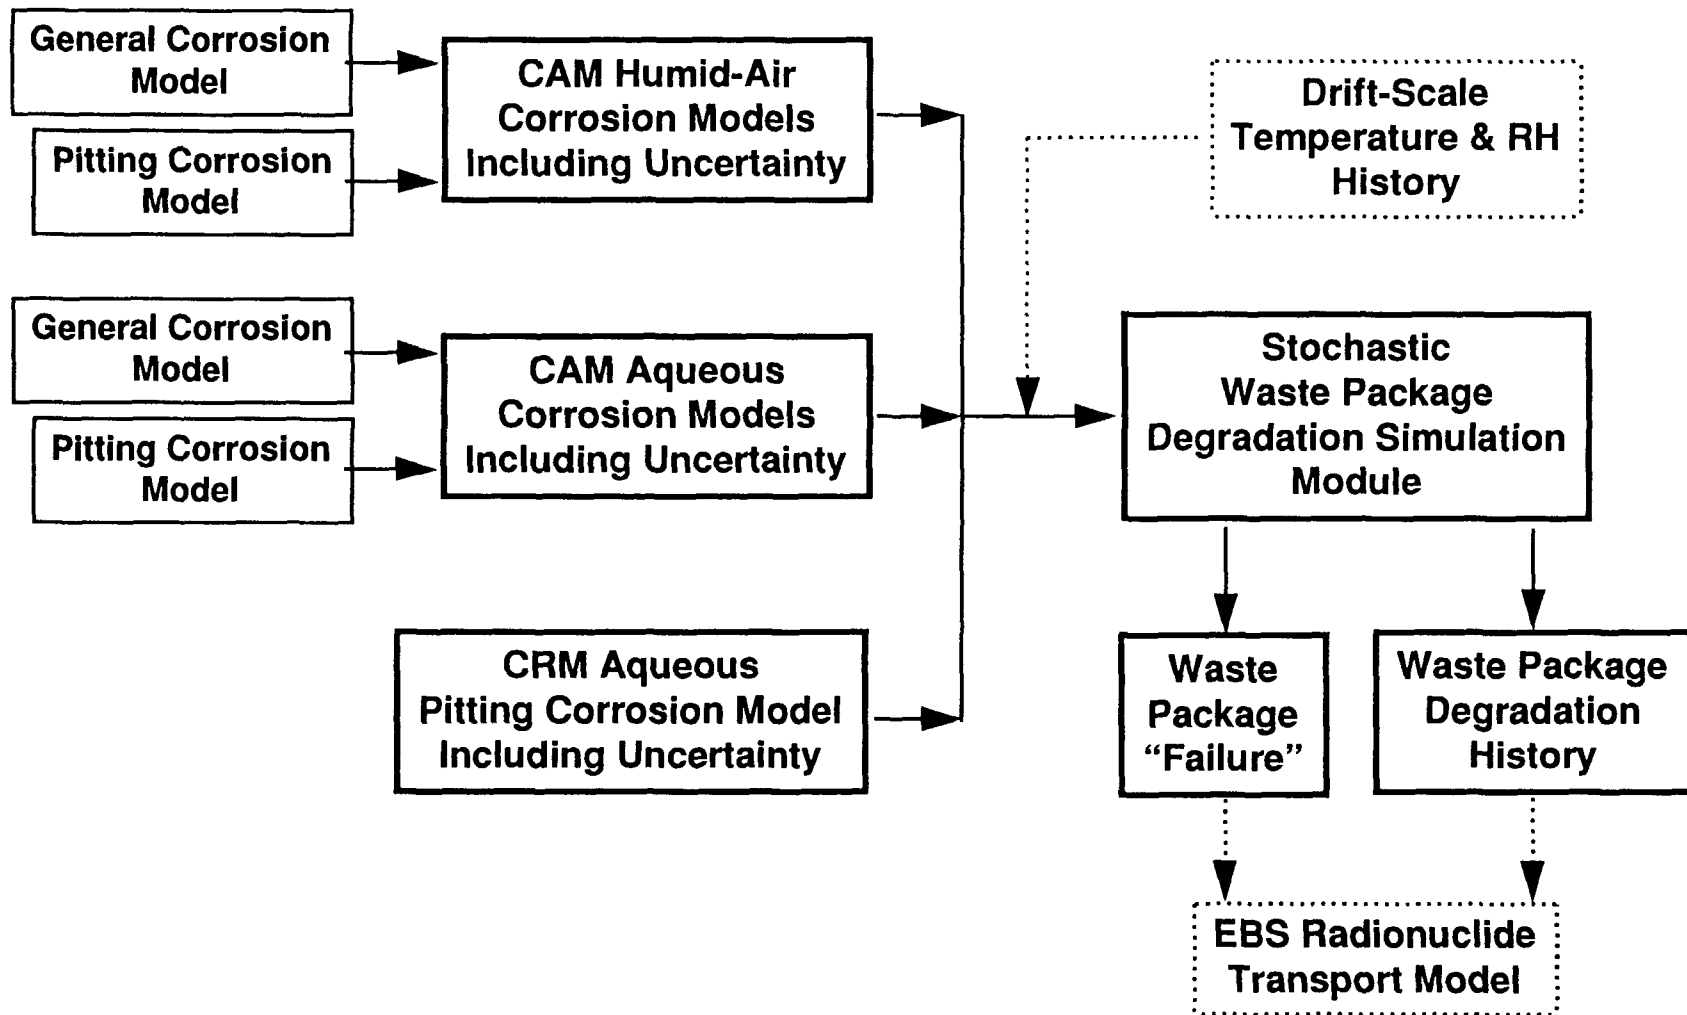 General Corrosion
Model
Pitting Corrosion
Model
CAM Humid-Air
Corrosion Models
Including Uncertainty
Drift-Scale
Temperature & RH
History
General Corrosion
Model
Pitting Corrosion
Model
CAM Aqueous
Corrosion Models
Including Uncertainty
Stochastic
Waste Package
Degradation Simulation
Module
CRM Aqueous
Pitting Corrosion Model
Including Uncertainty
Waste
Package
“Failure”
Waste Package
Degradation
History
EBS Radionuclide
Transport Model